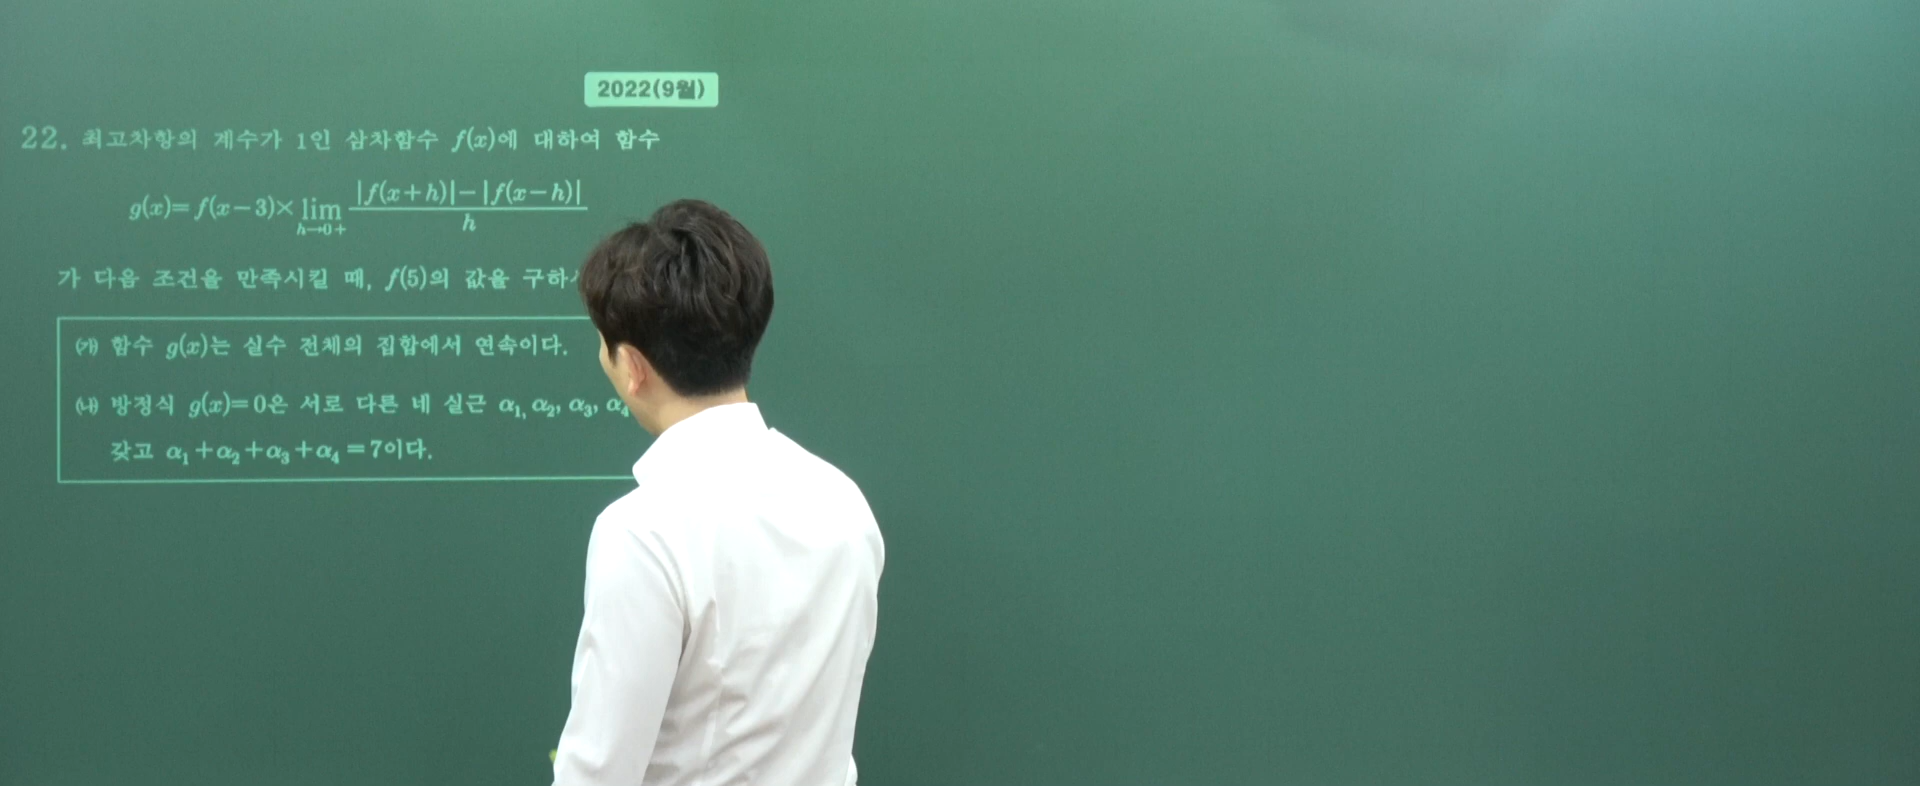 2022(9월)
22. 최고차항의 계수가 1인 삼차함수 f(x)에 대하여 함수
g(x)= f(x-3)× lim h→0+ |f(x+h)|-|f(x-h)| / h
가 다음 조건을 만족시킬 때, f(5)의 값을
(가) 함수 g(x)는 실수 전체의 집합에서 연속이다.
(나) 방정식 g(x)=0은 서로 다른 네 실근 α₁, α₂, α₃, α₄
갖고 α₁+α₂+α₃+α₄=7이다.